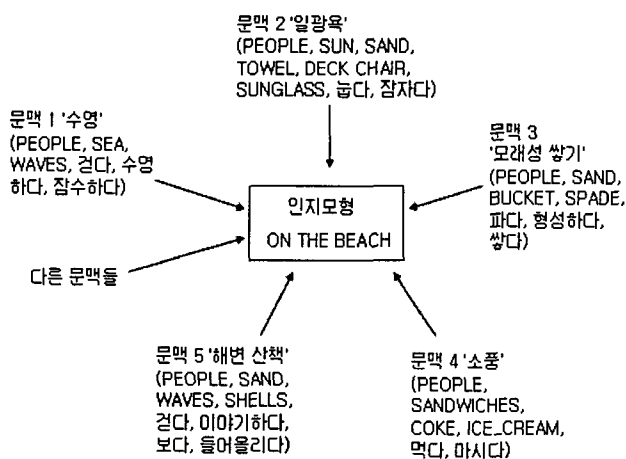 문맥 2 '일광욕'
(PEOPLE, SUN, SAND,
TOWEL, DECK CHAIR,
SUNGLASS, 눕다, 잠자다)
문맥 1 '수영'
(PEOPLE, SEA,
WAVES, 걷다, 수영
하다, 잠수하다)
문맥 3
'모래성 쌓기'
(PEOPLE, SAND,
BUCKET, SPADE,
파다, 형성하다,
쌓다)
인지모형
ON THE BEACH
다른 문맥들
문맥 5 '해변 산책'
(PEOPLE, SAND,
WAVES, SHELLS,
걷다, 이야기하다,
보다, 들어올리다)
문맥 4 '소풍'
(PEOPLE,
SANDWICHES,
COKE, ICE_CREAM,
먹다, 마시다)